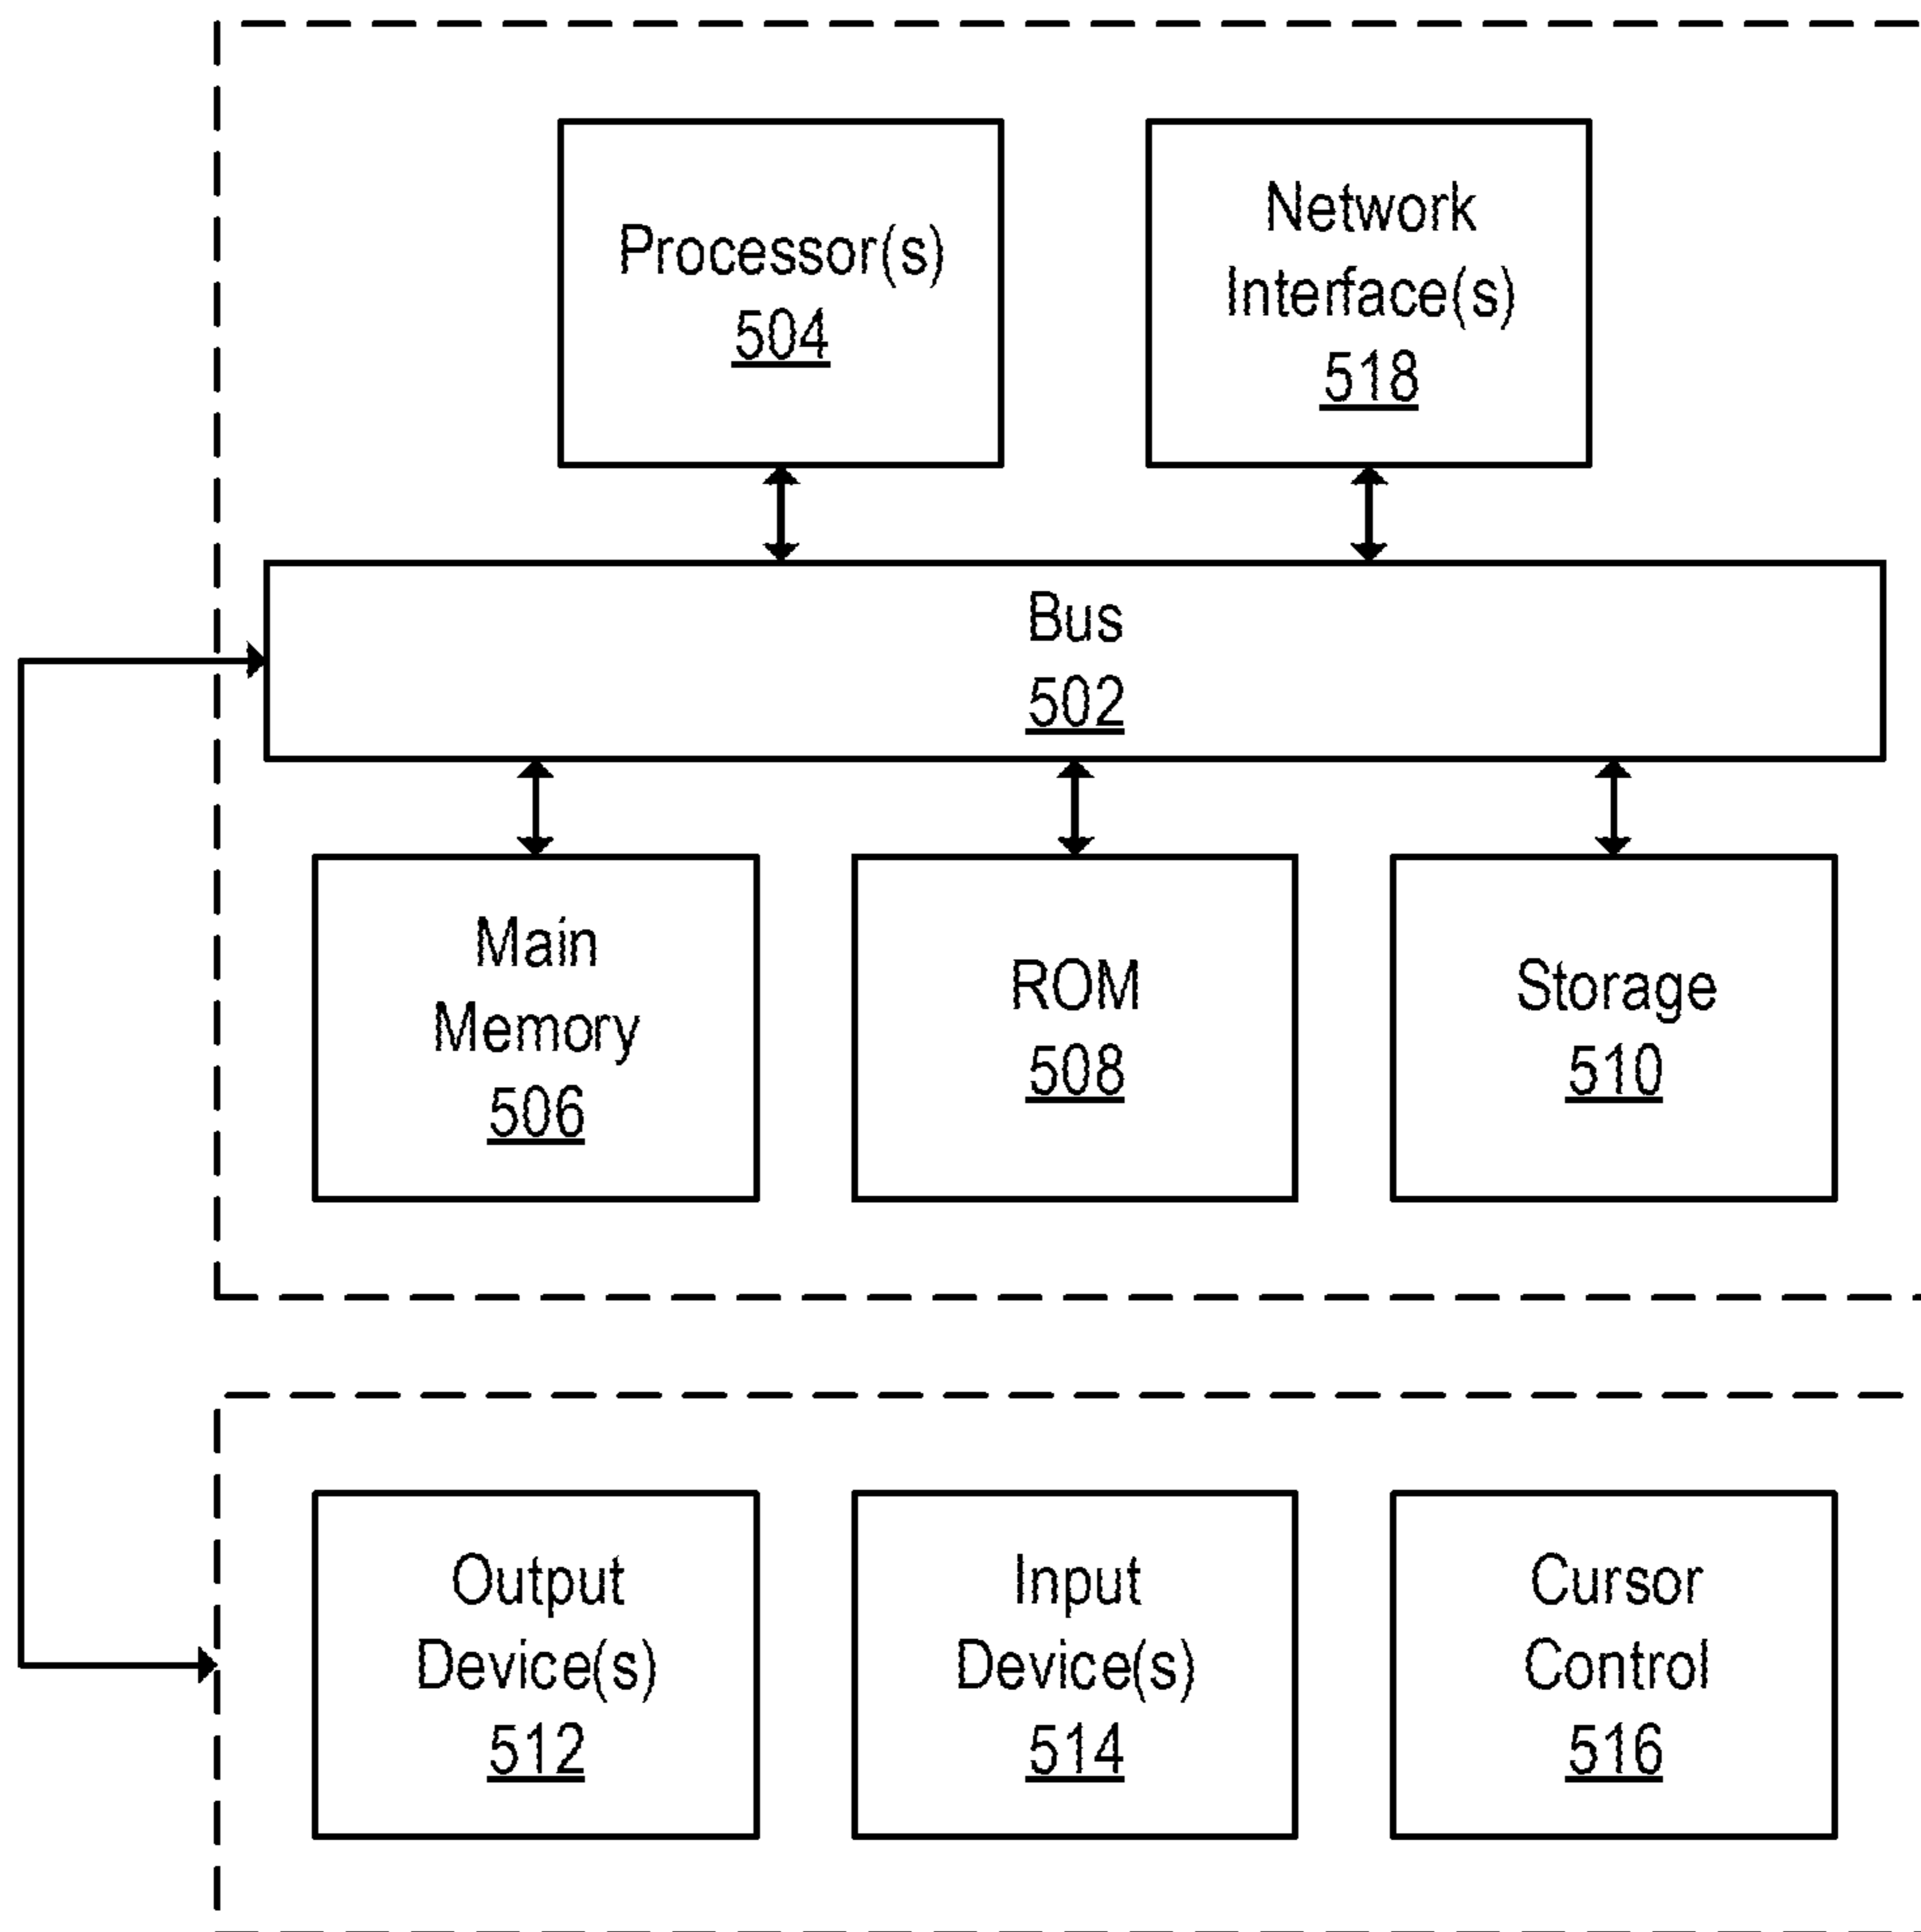 Processor(s)
504
Network
Interface(s)
518
Bus
502
Main
Memory
506
ROM
508
Storage
510
Output
Device(s)
512
Input
Device(s)
514
Cursor
Control
516